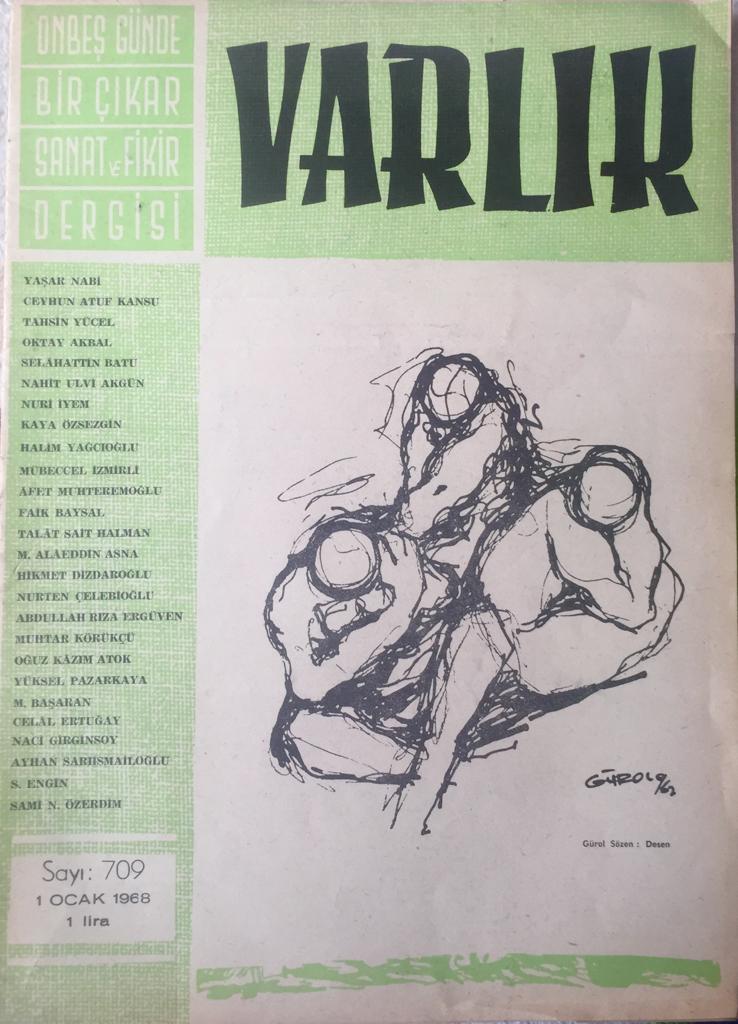 ONBEŞ GÜNDE
BİR ÇIKAR
SANAT VE FİKİR
DERGİSİ
VARLIK
YAŞAR NABİ
CEYHUN ATUF KANSU
TAHSİN YÜCEL
OKTAY AKBAL
SELÂHATTİN BATU
NAHİT ULVİ AKGÜN
NURİ İYEM
KAYA ÖZSEZGİN
HALİM YAĞCIOĞLU
MÜBECCEL İZMİRLİ
AFET MUHTEREMOĞLU
FAİK BAYSAL
TALÂT SAİT HALMAN
M. ALÂEDDİN ASNA
HİKMET DİZDAROĞLU
NURTEN ÇELEBİOĞLU
ABDULLAH RIZA ERGÜVEN
MUHTAR KÖRÜKÇÜ
OĞUZ KÂZIM ATOK
YÜKSEL PAZARKAYA
M. BAŞARAN
CELÂL ERTUĞAY
NACİ GİRGİNSOY
AYHAN SARIİSMAİLOĞLU
S. ENGİN
SAMİ N. ÖZERDİM
Sayı: 709
1 OCAK 1968
1 lira
GÜROL
Gürol Sözen : Desen